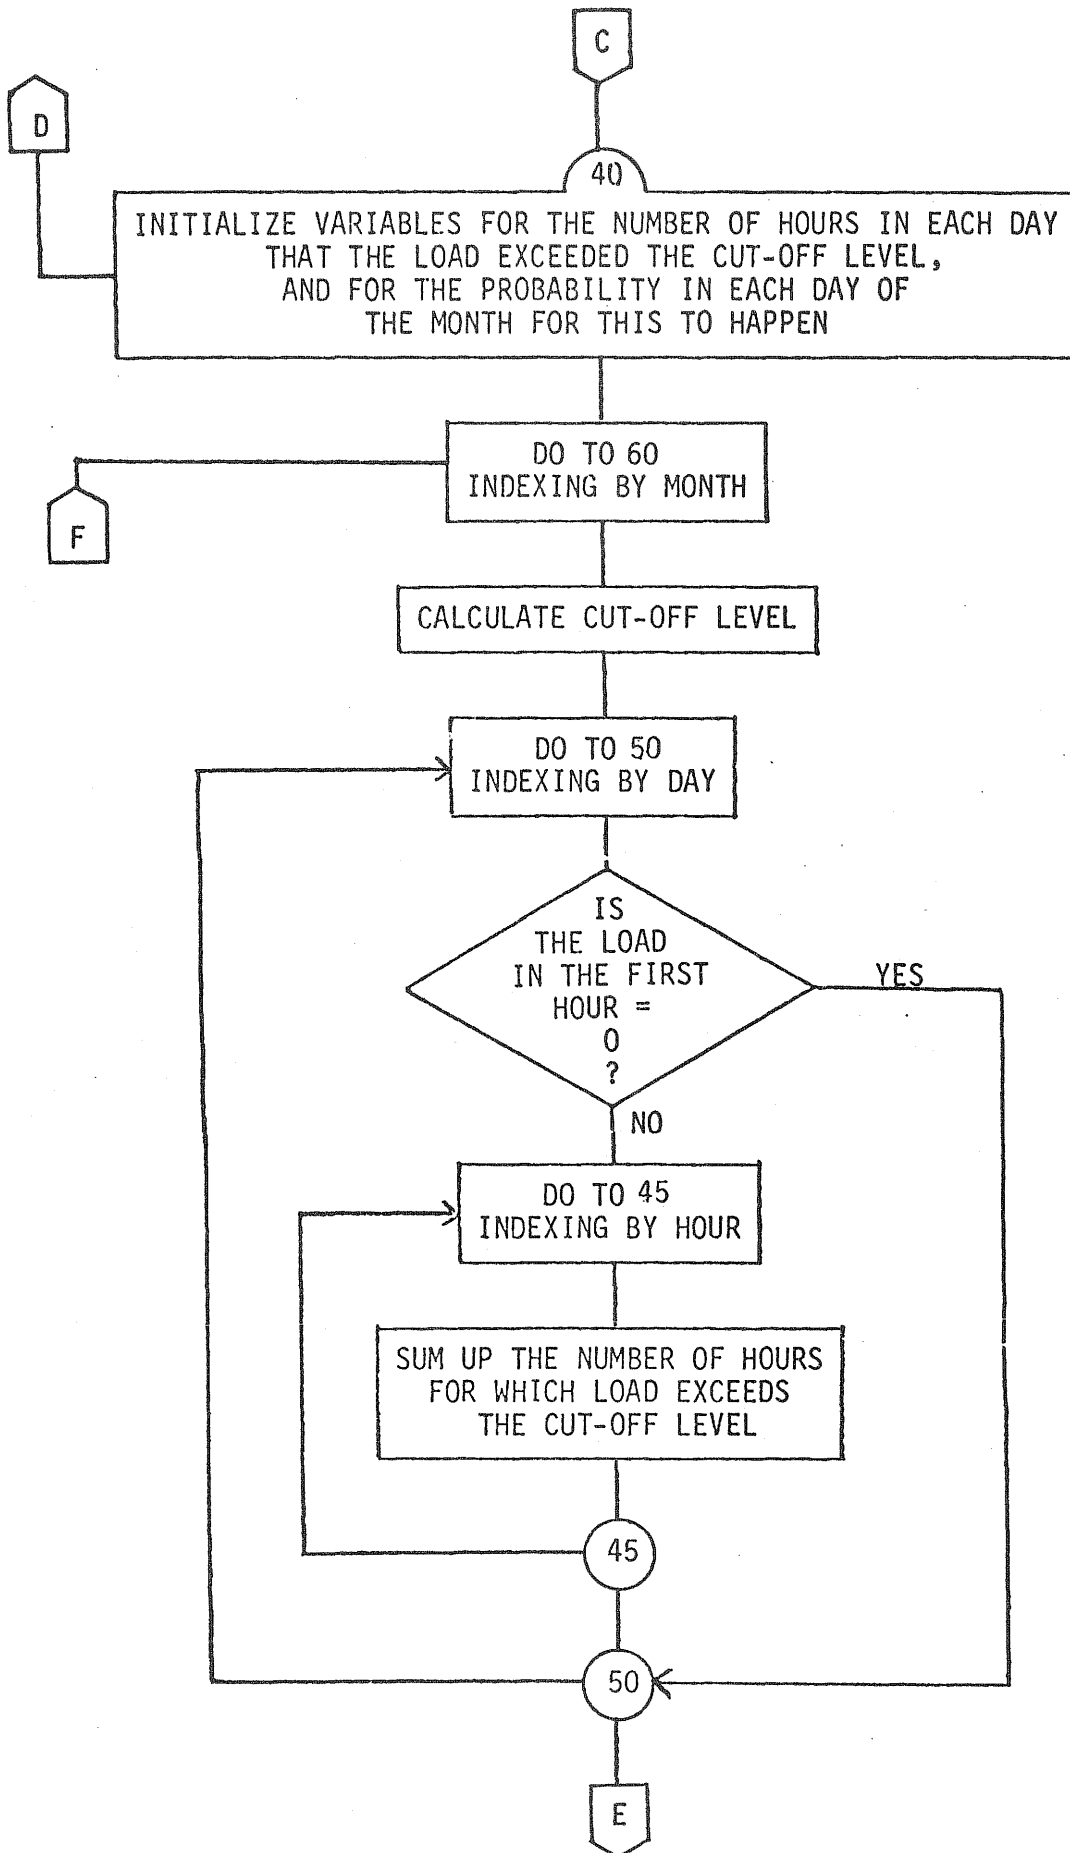 C
D
40
INITIALIZE VARIABLES FOR THE NUMBER OF HOURS IN EACH DAY
THAT THE LOAD EXCEEDED THE CUT-OFF LEVEL,
AND FOR THE PROBABILITY IN EACH DAY OF
THE MONTH FOR THIS TO HAPPEN
DO TO 60
INDEXING BY MONTH
F
CALCULATE CUT-OFF LEVEL
DO TO 50
INDEXING BY DAY
IS
THE LOAD
IN THE FIRST
HOUR =
0
?
YES
NO
DO TO 45
INDEXING BY HOUR
SUM UP THE NUMBER OF HOURS
FOR WHICH LOAD EXCEEDS
THE CUT-OFF LEVEL
45
50
E